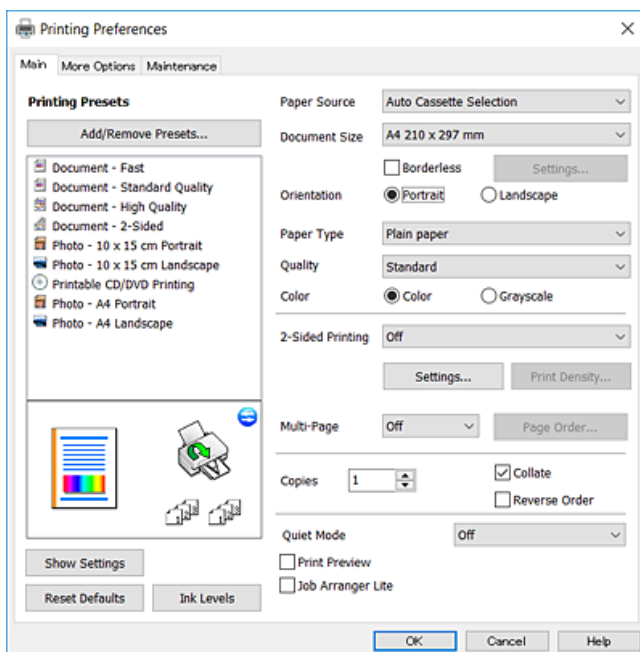 Printing Preferences
Main More Options Maintenance
Printing Presets
Add/Remove Presets...
Document - Fast
Document - Standard Quality
Document - High Quality
Document - 2-Sided
Photo - 10 x 15 cm Portrait
Photo - 10 x 15 cm Landscape
Printable CD/DVD Printing
Photo - A4 Portrait
Photo - A4 Landscape
Show Settings
Reset Defaults Ink Levels
Paper Source Auto Cassette Selection
Document Size A4 210 x 297 mm
Borderless Settings...
Orientation Portrait Landscape
Paper Type Plain paper
Quality Standard
Color Color Grayscale
2-Sided Printing Off
Settings... Print Density...
Multi-Page Off Page Order...
Copies 1 Collate
Reverse Order
Quiet Mode Off
Print Preview
Job Arranger Lite
OK Cancel Help